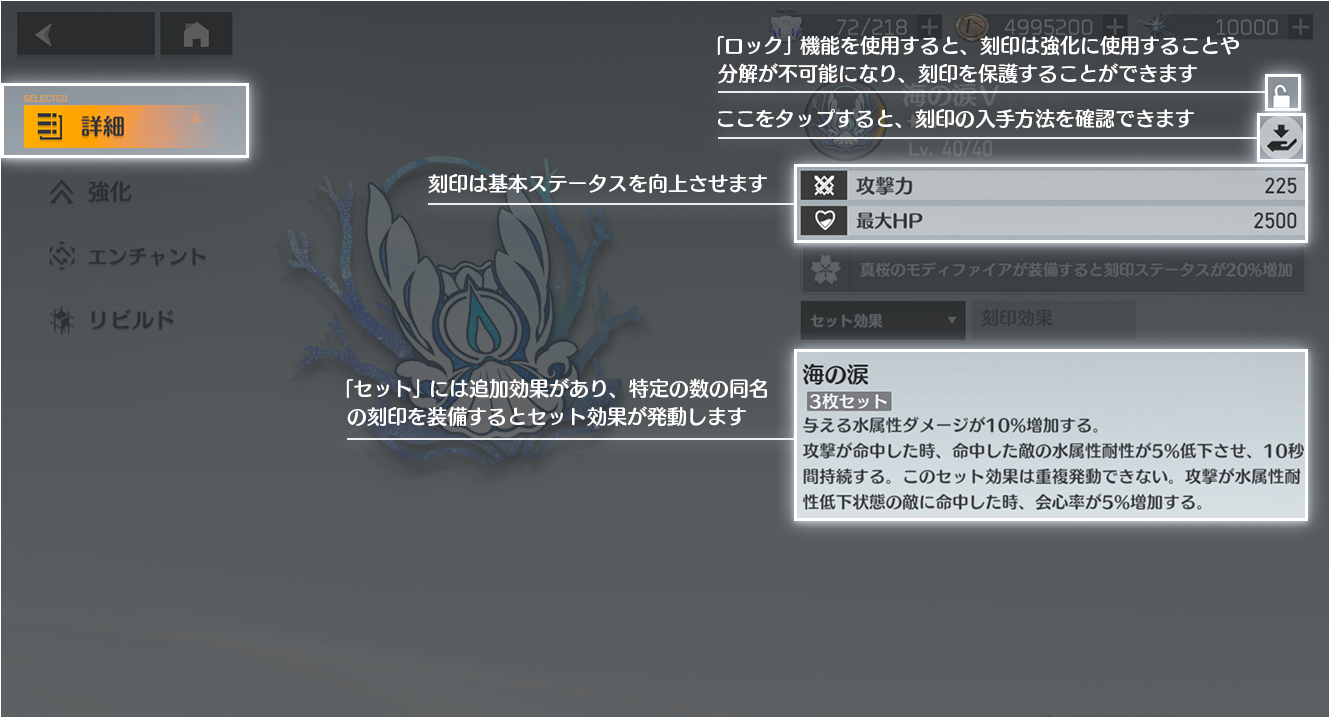 72/218
4995200
10000
「ロック」機能を使用すると、刻印は強化に使用することや
分解が不可能になり、刻印を保護することができます
海の涙Ⅴ
SELECTED
詳細
ここをタップすると、刻印の入手方法を確認できます
Lv. 40/40
刻印は基本ステータスを向上させます
攻撃力
225
強化
最大HP
2500
エンチャント
真桜のモディファイアが装備すると刻印ステータスが20%増加
リビルド
セット効果
刻印効果
海の涙
3枚セット
「セット」には追加効果があり、特定の数の同名
の刻印を装備するとセット効果が発動します
与える水属性ダメージが10%増加する。
攻撃が命中した時、命中した敵の水属性耐性が5%低下させ、10秒
間持続する。このセット効果は重複発動できない。攻撃が水属性耐
性低下状態の敵に命中した時、会心率が5%増加する。